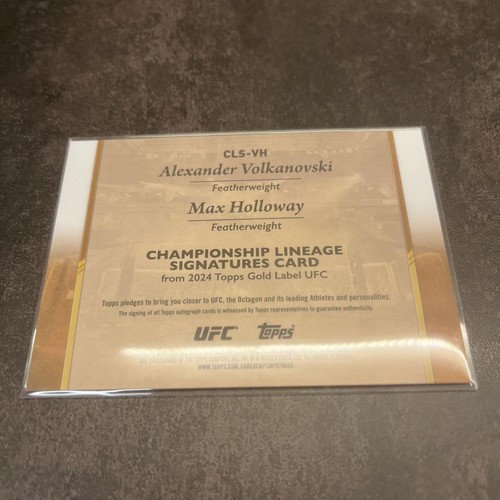 CLS-VH
Alexander Volkanovski
Featherweight
Max Holloway
Featherweight
CHAMPIONSHIP LINEAGE
SIGNATURES CARD
from 2024 Topps Gold Label UFC
Topps pledges to bring you closer to UFC, the Octagon and its leading Athletes and personalities.
The signing of all Topps autograph cards is witnessed by Topps representatives to guarantee authenticity.
UFC topps